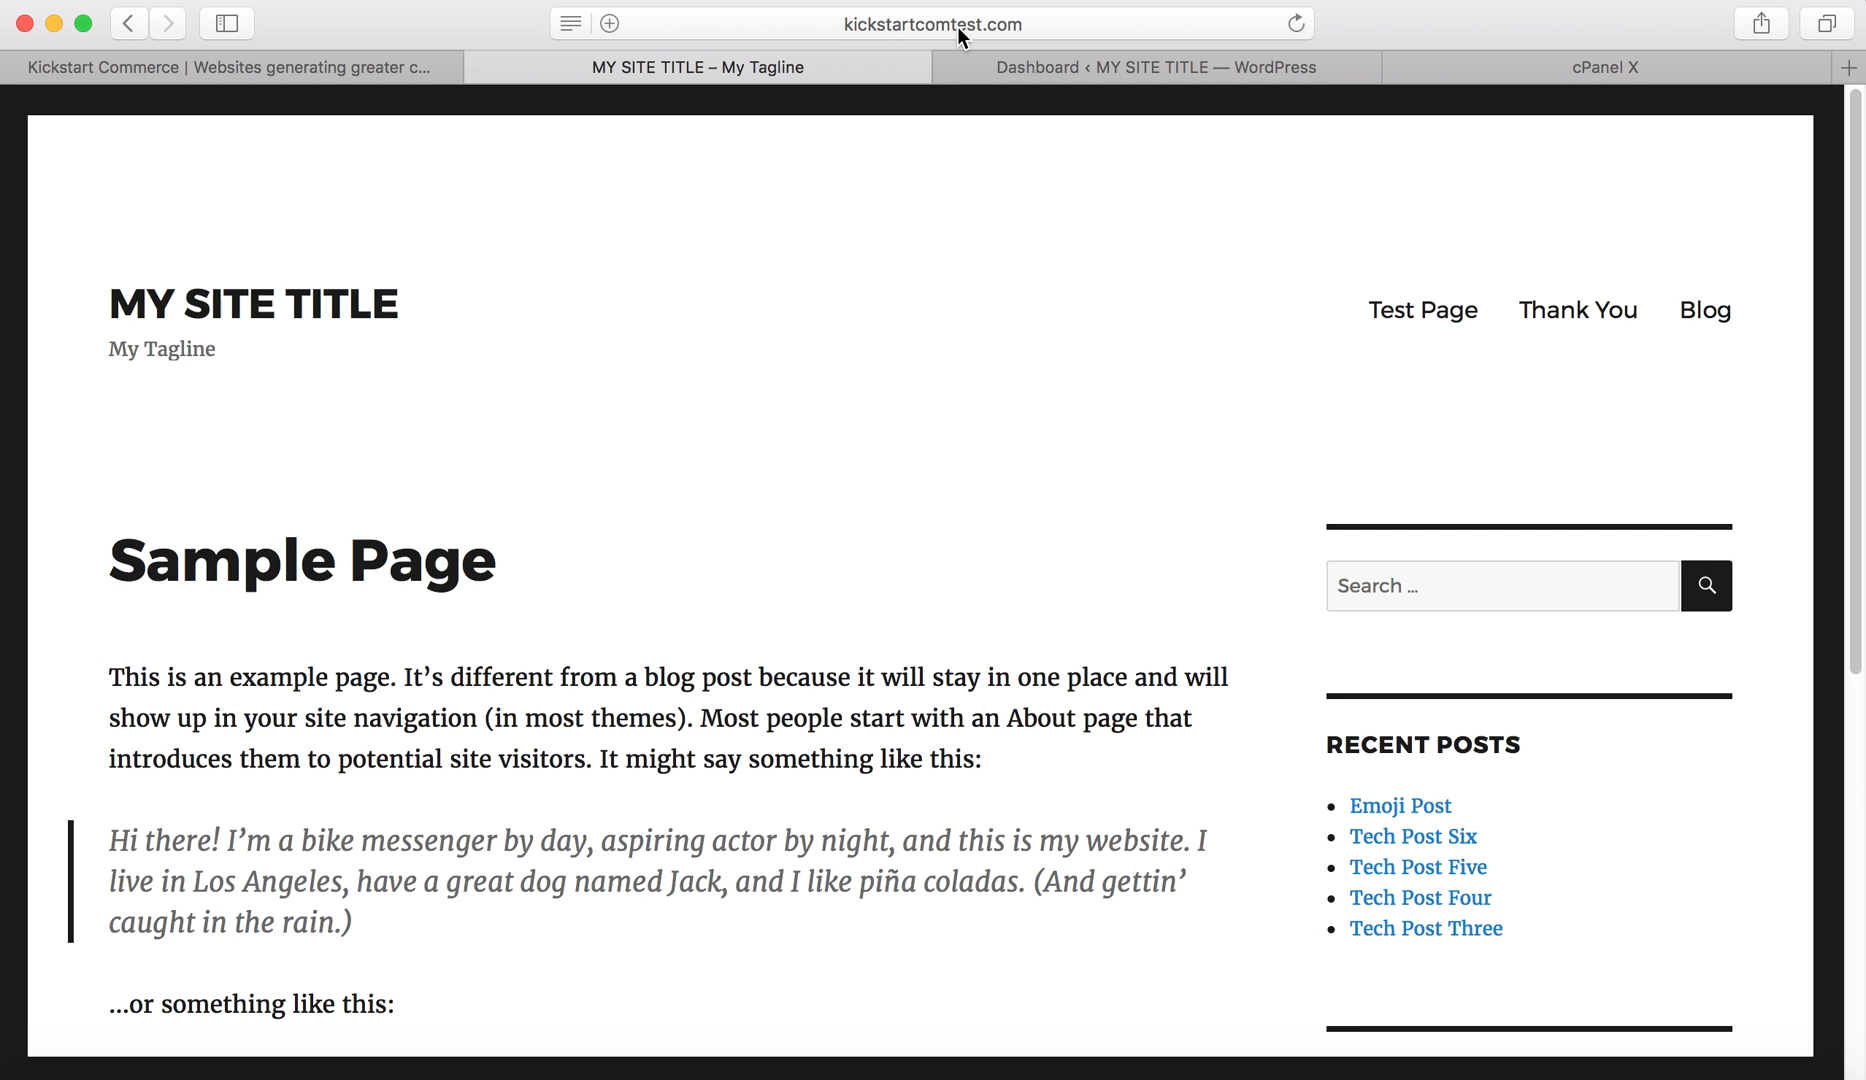 kickstartcomtest.com
Kickstart Commerce | Websites generating greater c...
MY SITE TITLE – My Tagline
Dashboard ‹ MY SITE TITLE — WordPress
cPanel X
MY SITE TITLE
My Tagline
Test Page
Thank You
Blog
Sample Page
This is an example page. It’s different from a blog post because it will stay in one place and will
show up in your site navigation (in most themes). Most people start with an About page that
introduces them to potential site visitors. It might say something like this:
Hi there! I’m a bike messenger by day, aspiring actor by night, and this is my website. I
live in Los Angeles, have a great dog named Jack, and I like piña coladas. (And gettin’
caught in the rain.)
…or something like this:
Search …
RECENT POSTS
Emoji Post
Tech Post Six
Tech Post Five
Tech Post Four
Tech Post Three